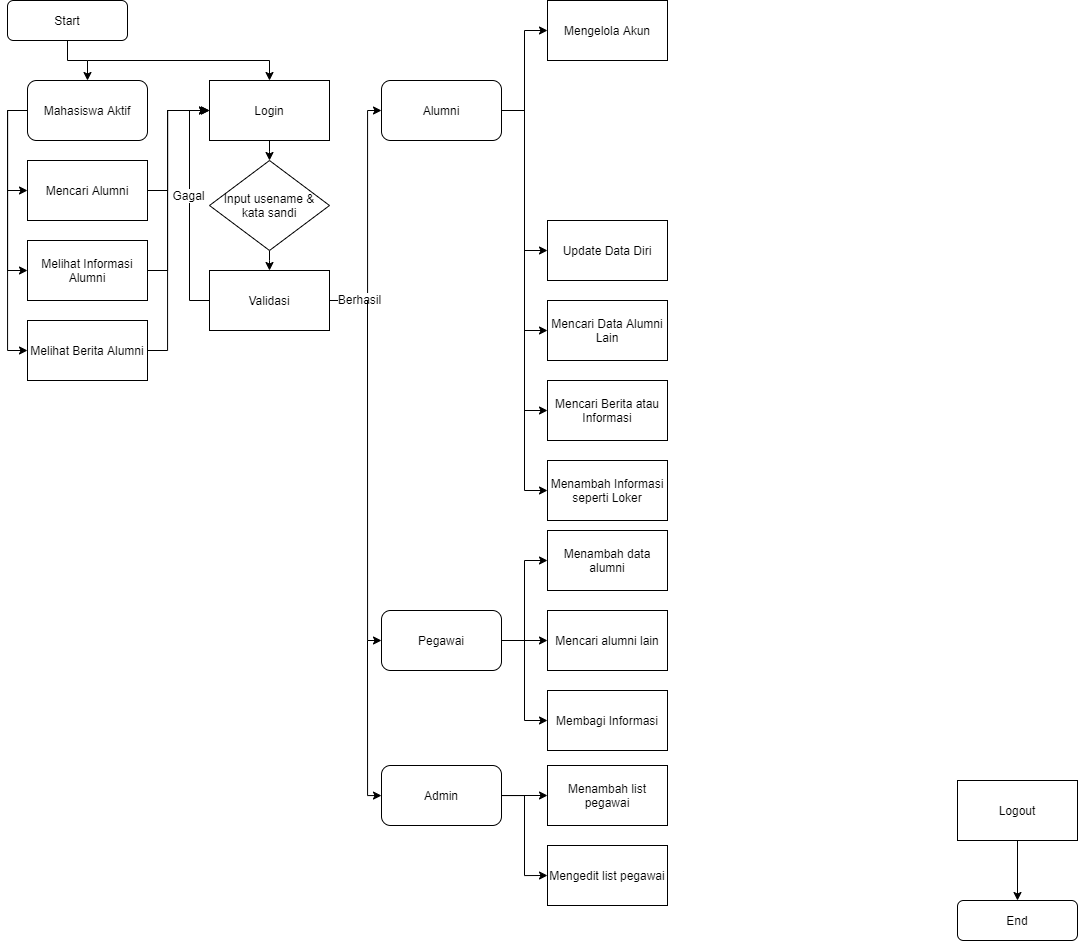 Start
Mahasiswa Aktif
Mencari Alumni
Melihat Informasi
Alumni
Melihat Berita Alumni
Login
Gagal
Input usename &
kata sandi
Validasi
Berhasil
Alumni
Mengelola Akun
Update Data Diri
Mencari Data Alumni
Lain
Mencari Berita atau
Informasi
Menambah Informasi
seperti Loker
Pegawai
Menambah data
alumni
Mencari alumni lain
Membagi Informasi
Admin
Menambah list
pegawai
Mengedit list pegawai
Logout
End